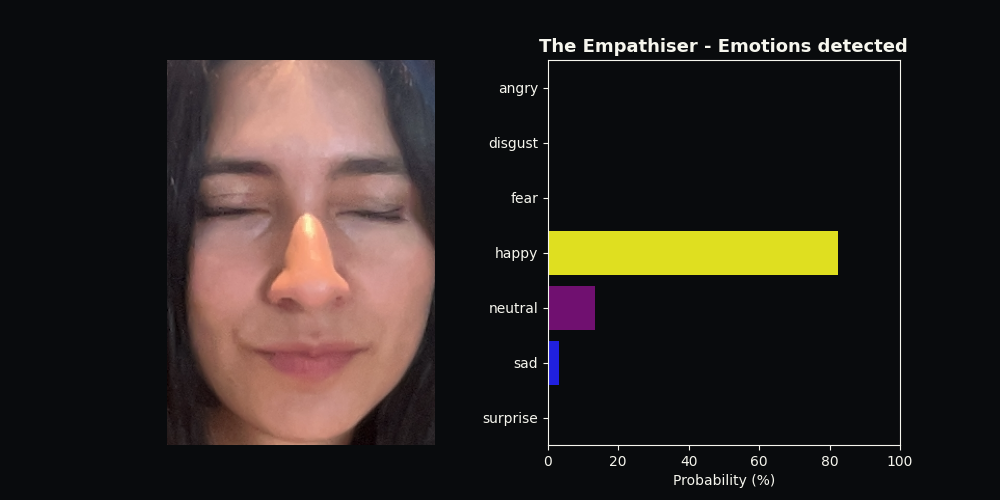 The Empathiser - Emotions detected
angry
disgust
fear
happy
neutral
sad
surprise
0 20 40 60 80 100
Probability (%)